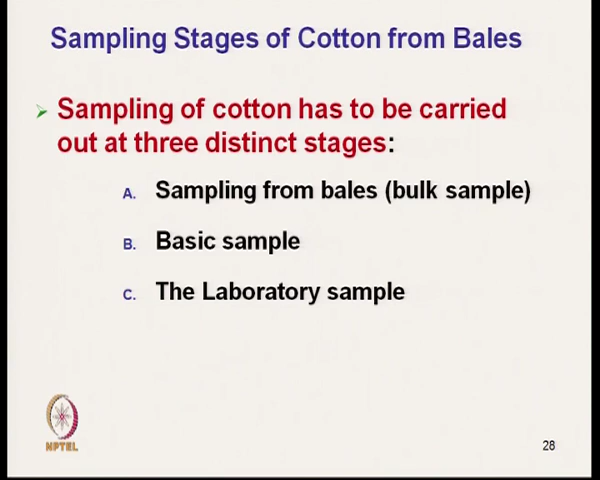 Sampling Stages of Cotton from Bales
Sampling of cotton has to be carried
out at three distinct stages:
A. Sampling from bales (bulk sample)
B. Basic sample
C. The Laboratory sample
NPTEL
28